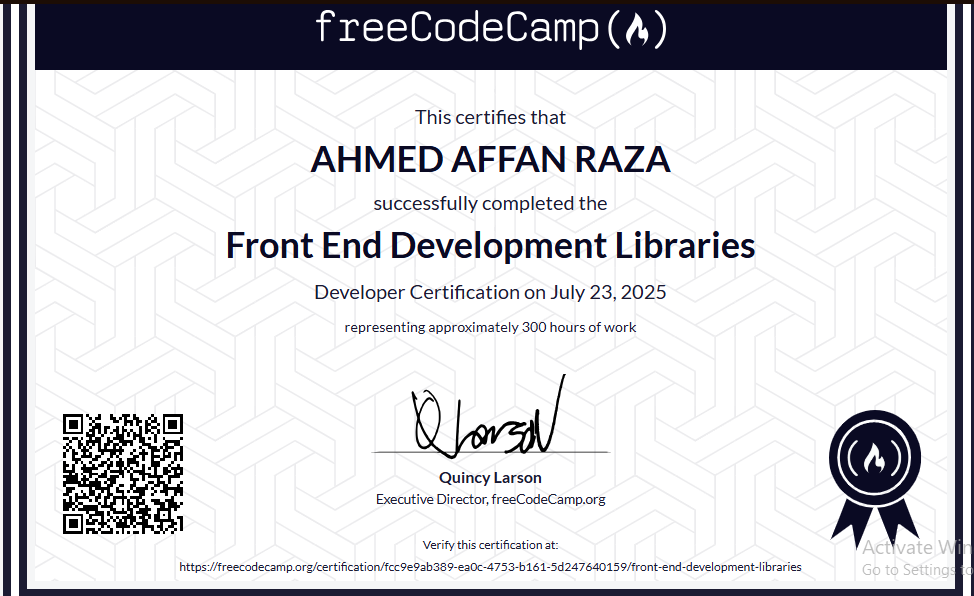 freeCodeCamp
This certifies that
AHMED AFFAN RAZA
successfully completed the
Front End Development Libraries
Developer Certification on July 23, 2025
representing approximately 300 hours of work
Quincy Larson
Executive Director, freeCodeCamp.org
Verify this certification at:
https://freecodecamp.org/certification/fcc9e9ab389-ea0c-4753-b161-5d247640159/front-end-development-libraries
Activate Win
Go to Settings to